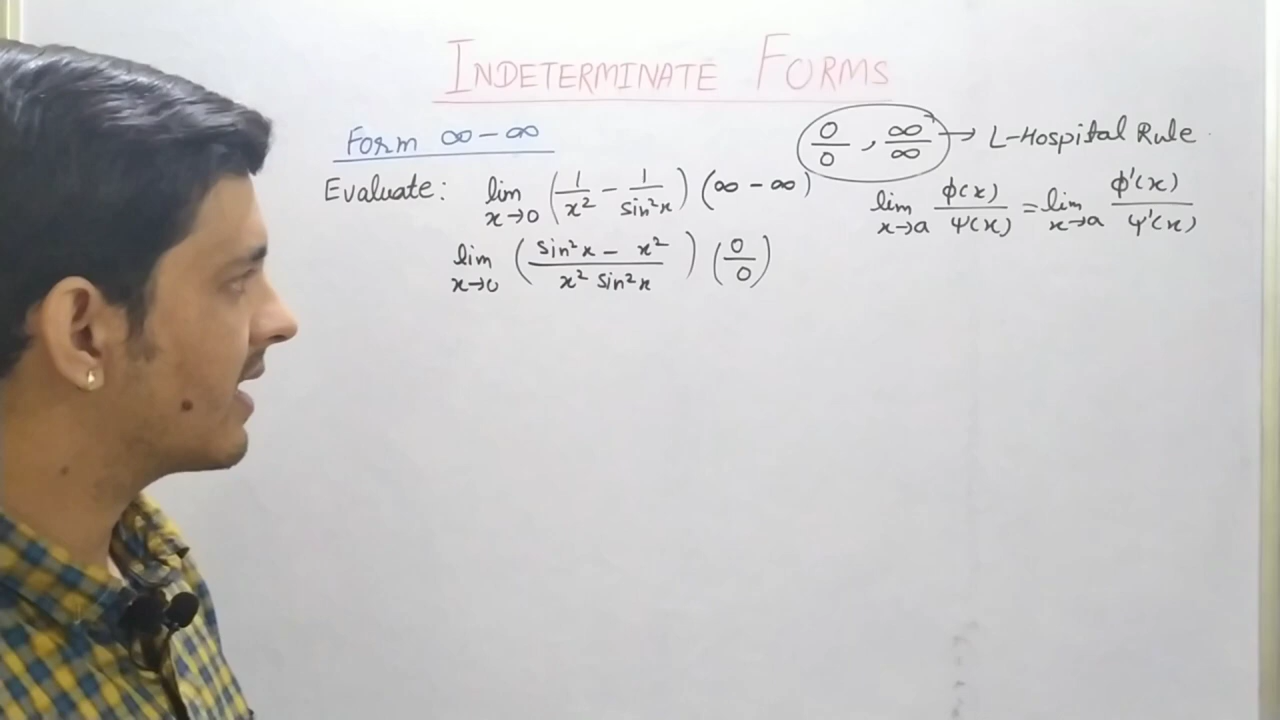 INDETERMINATE FORMS
Form ∞ - ∞
0/0 , ∞/∞ → L-Hospital Rule.
Evaluate: lim x→0 (1/x² - 1/sin²x) (∞ - ∞)
lim x→a ϕ(x)/ψ(x) = lim x→a ϕ'(x)/ψ'(x)
lim x→0 (sin²x - x²/x² sin²x) (0/0)